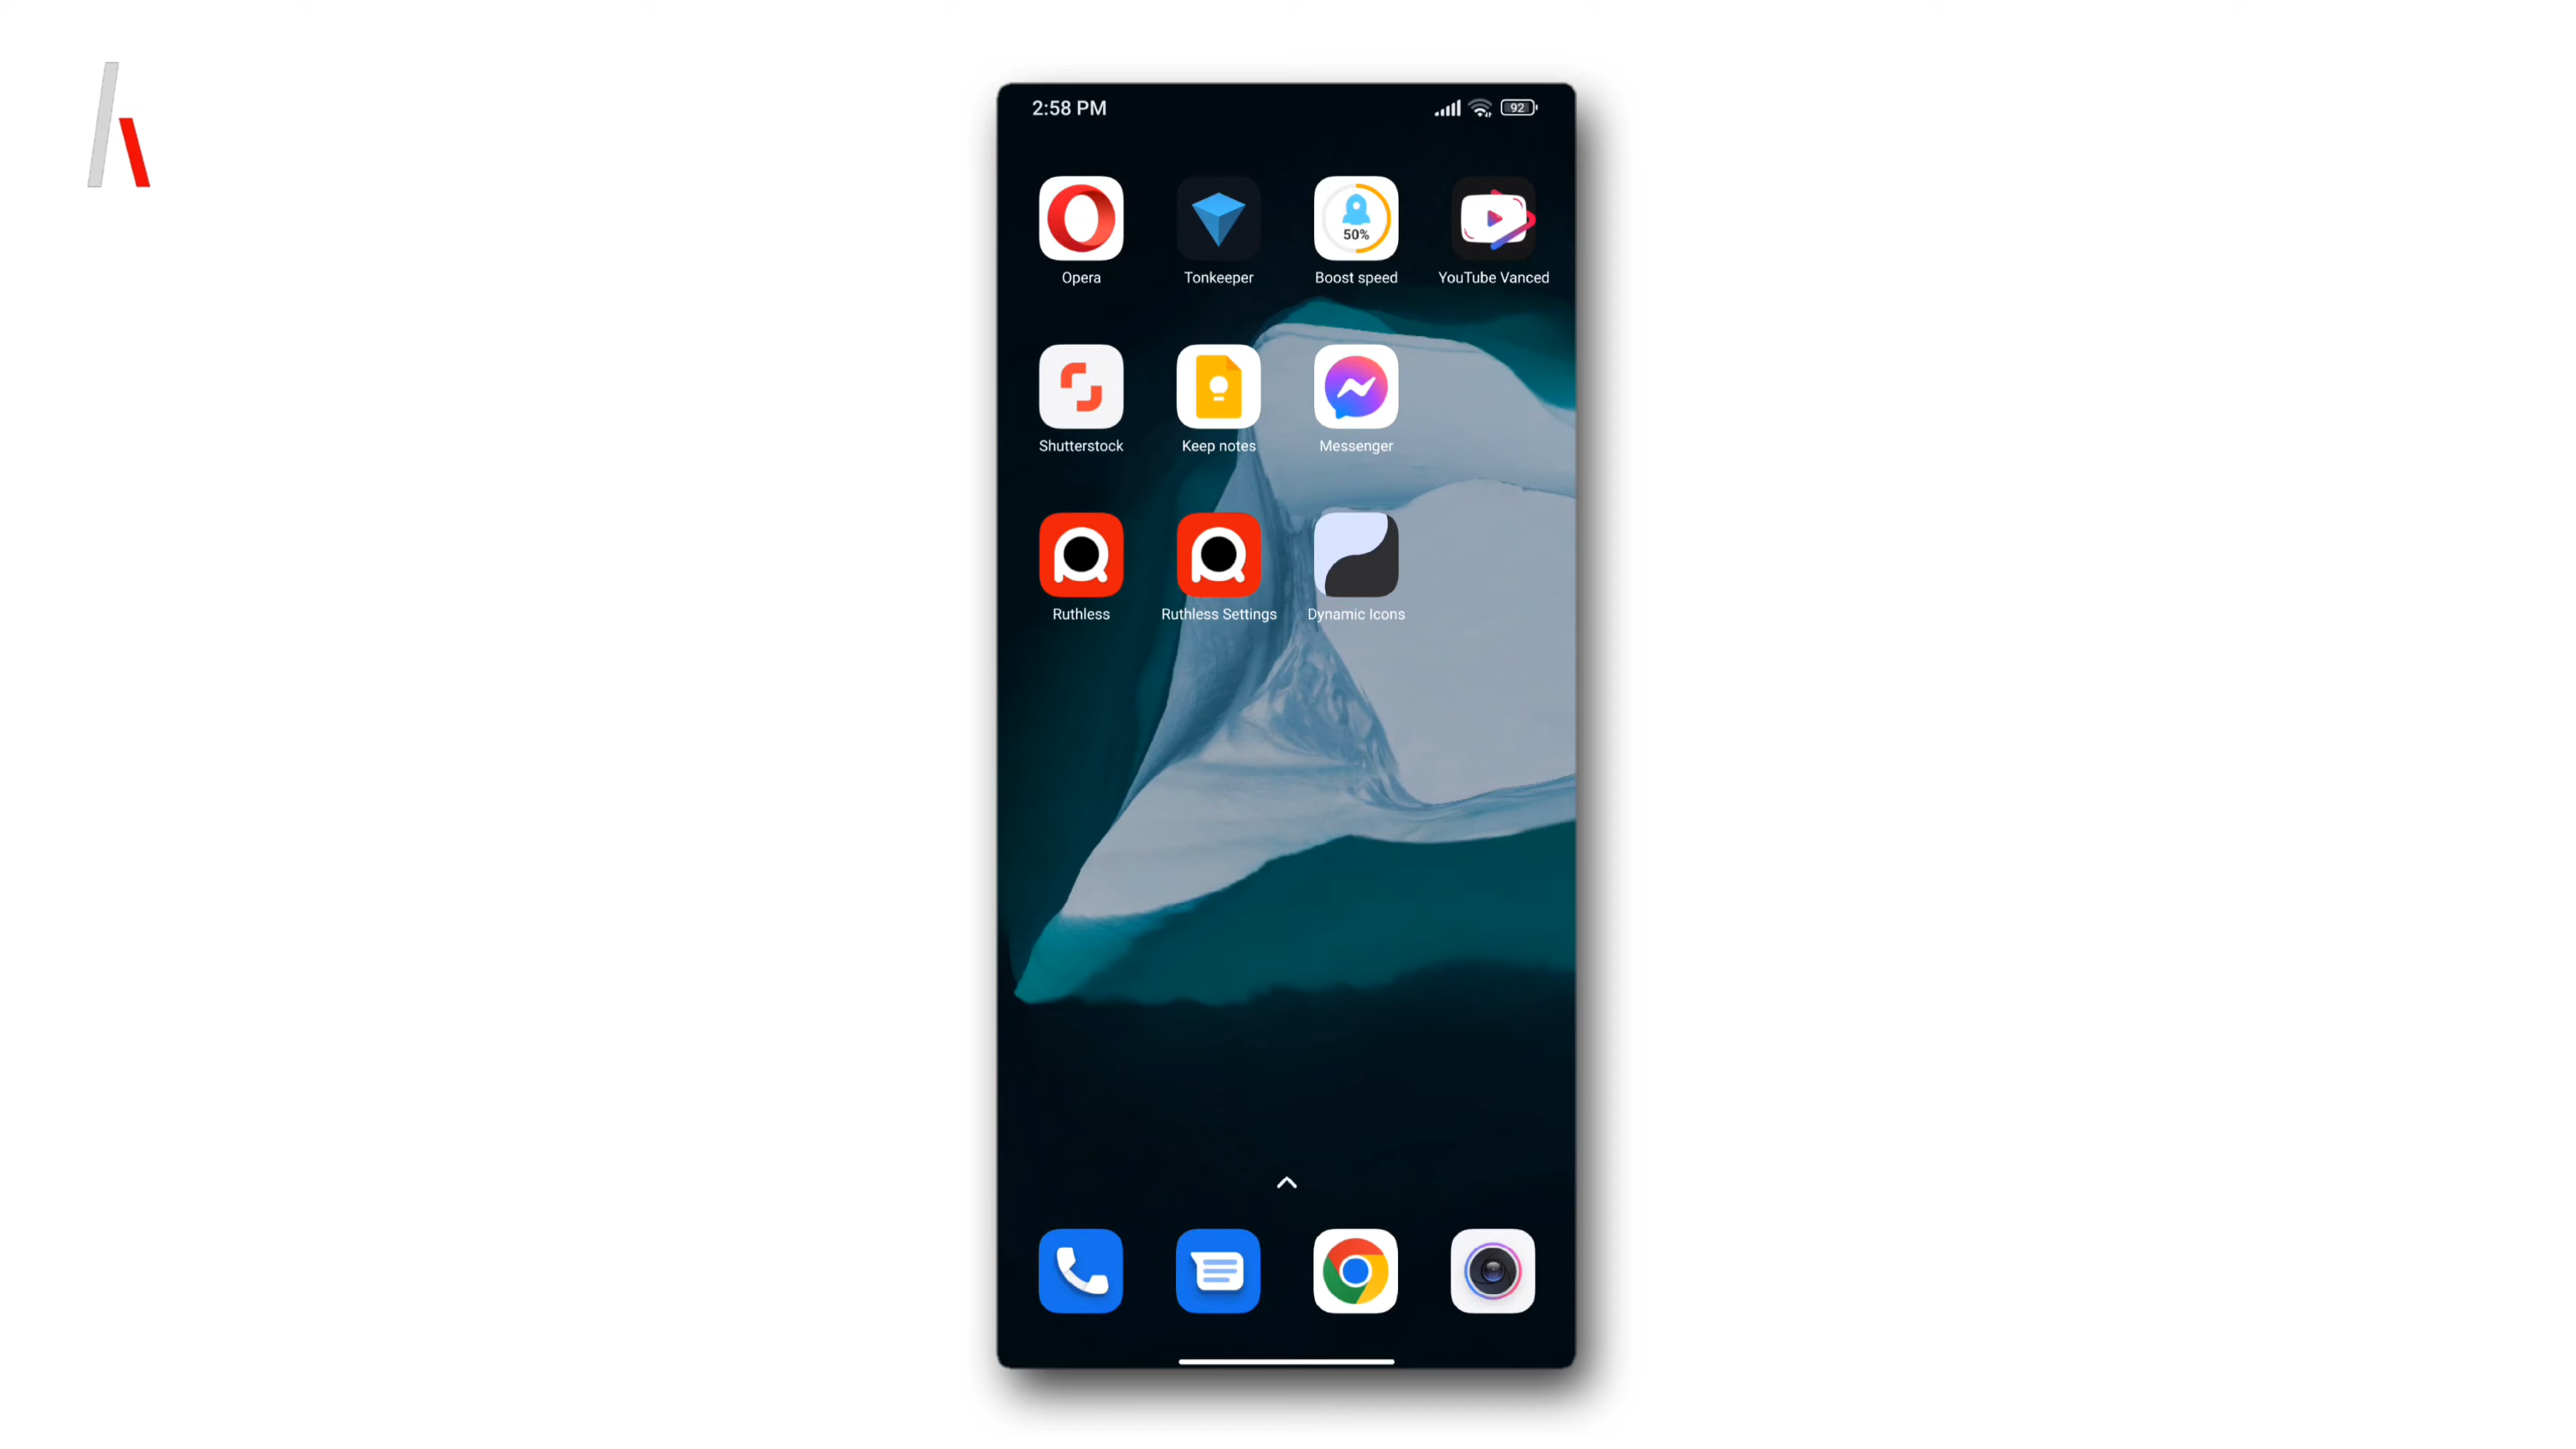 2:58 PM 92
50%
Opera Tonkeeper Boost speed YouTube Vanced
Shutterstock Keep notes Messenger
Ruthless Ruthless Settings Dynamic Icons